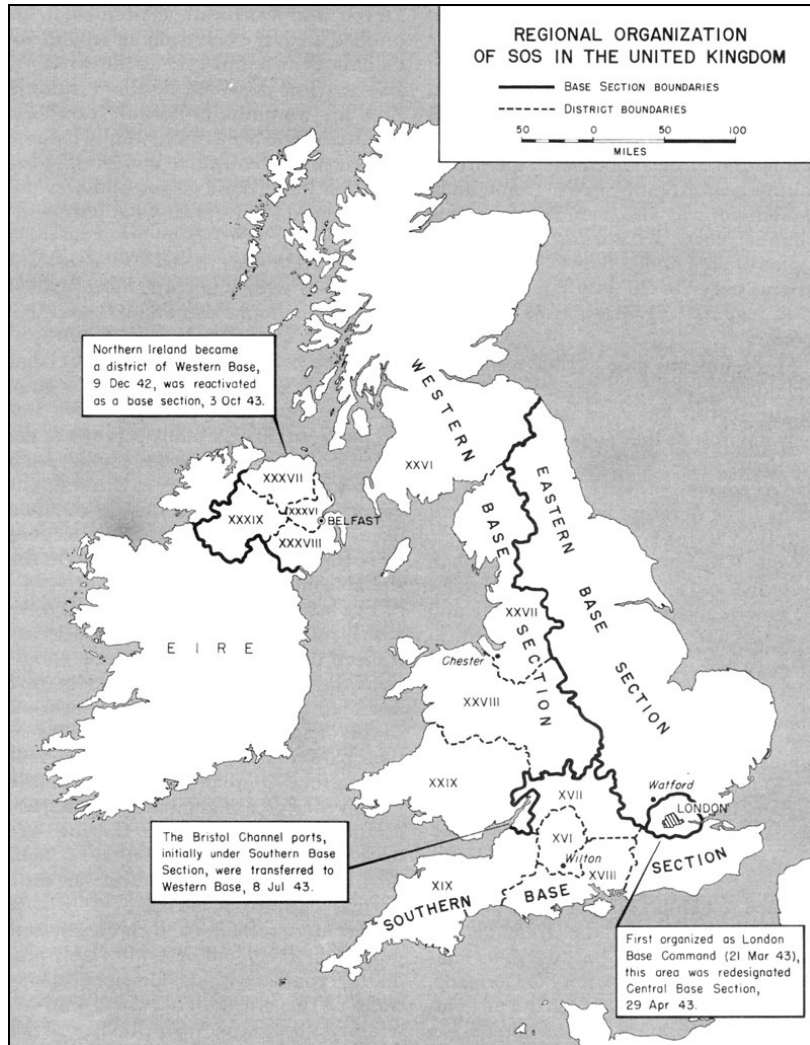 REGIONAL ORGANIZATION
OF SOS IN THE UNITED KINGDOM
BASE SECTION BOUNDARIES
DISTRICT BOUNDARIES
50 0 50 100
MILES
Northern Ireland became
a district of Western Base,
9 Dec 42, was reactivated
as a base section, 3 Oct 43.
WESTERN BASE SECTION
EASTERN BASE SECTION
XXVI
XXXVII
XXXVI
XXXIX
BELFAST
XXXVIII
EIRE
XXVII
Chester
XXVIII
XXIX
XVII
Watford
LONDON
The Bristol Channel ports,
initially under Southern Base
Section, were transferred to
Western Base, 8 Jul 43.
XVI
Wilton
XVIII
XIX
SOUTHERN BASE SECTION
First organized as London
Base Command (21 Mar 43),
this area was redesignated
Central Base Section,
29 Apr 43.